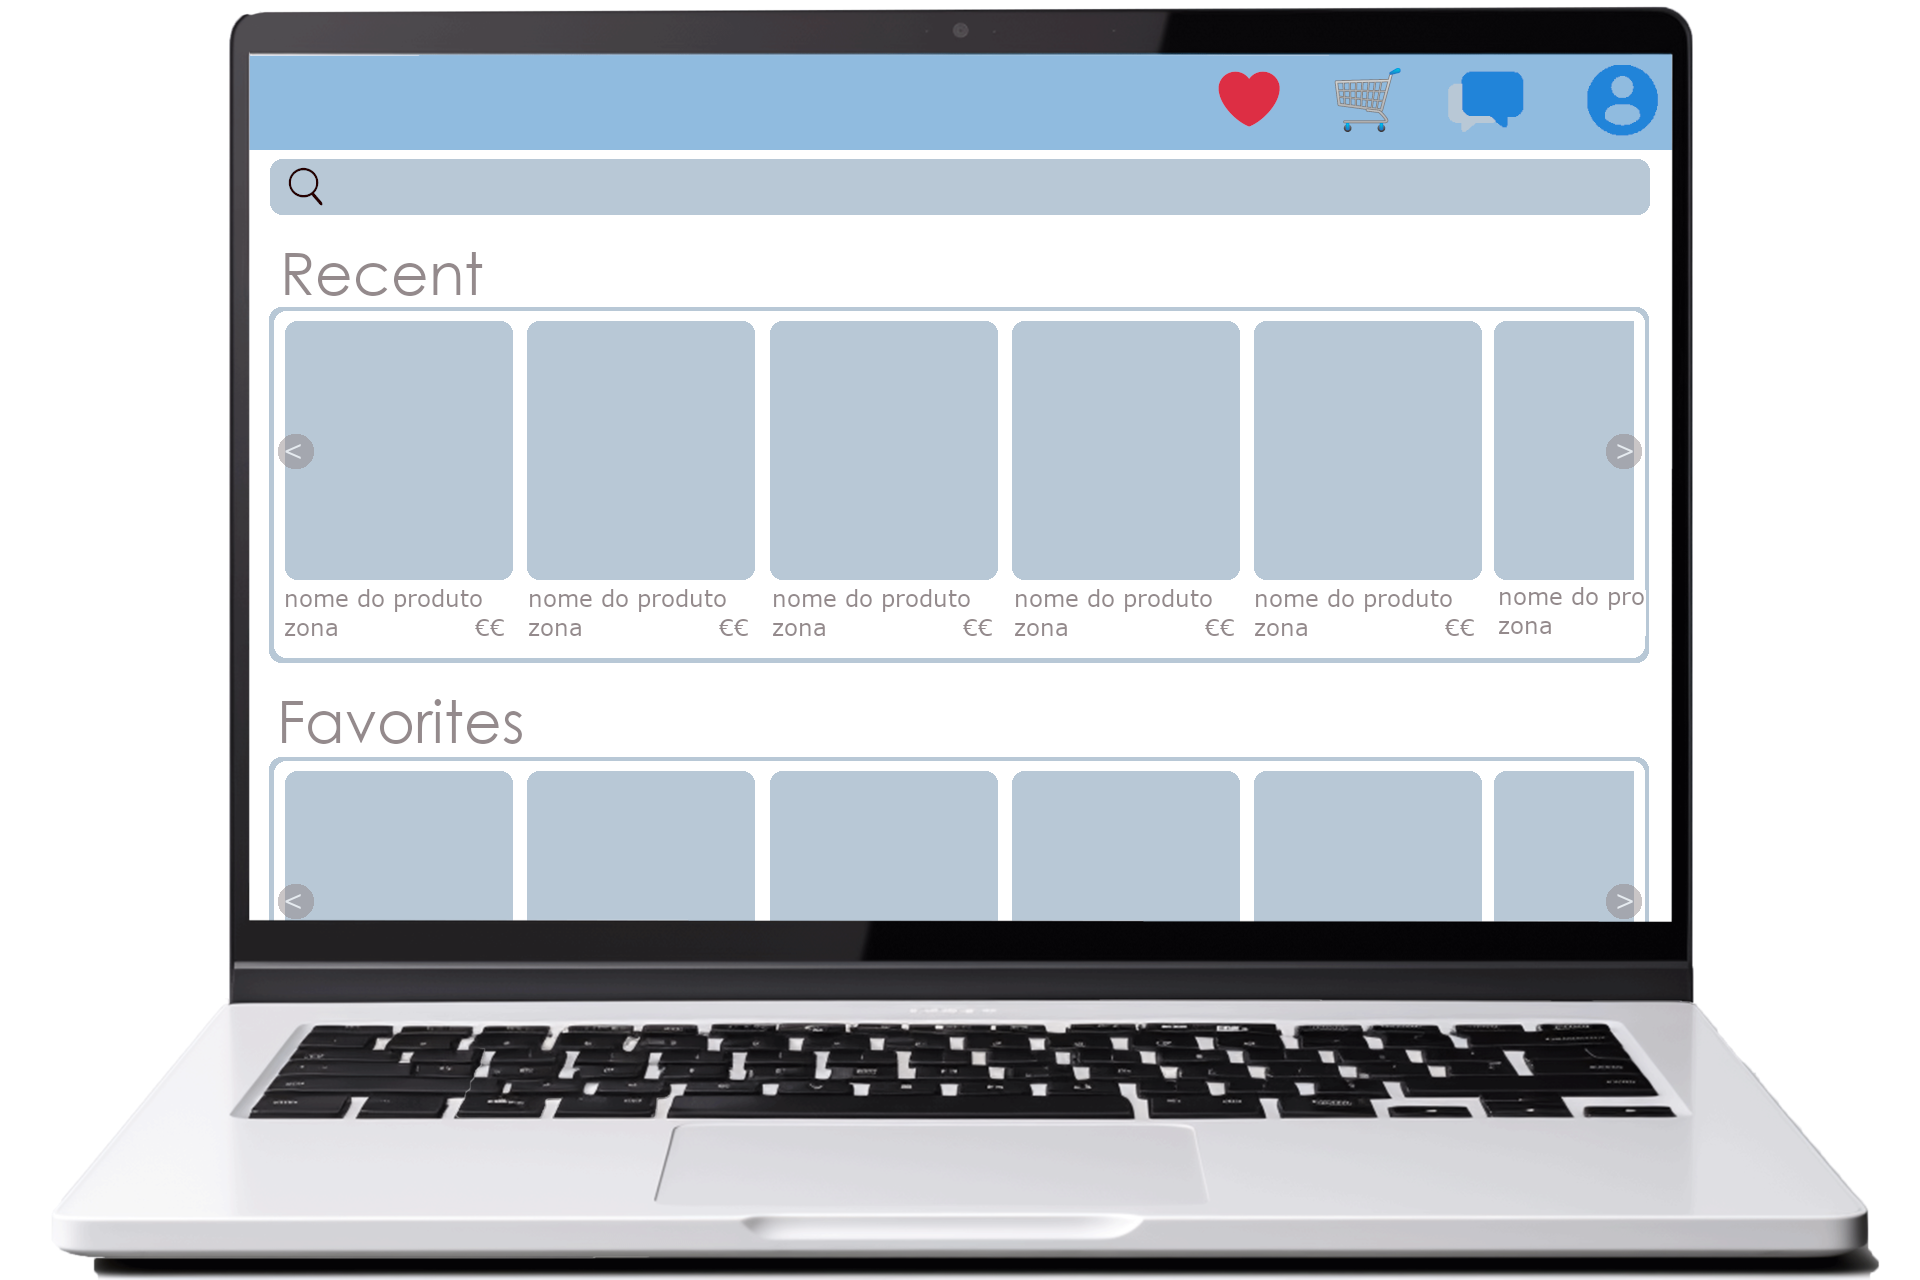 Recent
<
>
nome do produto
zona €€
nome do produto
zona €€
nome do produto
zona €€
nome do produto
zona €€
nome do produto
zona €€
nome do pro
zona
Favorites
<
>